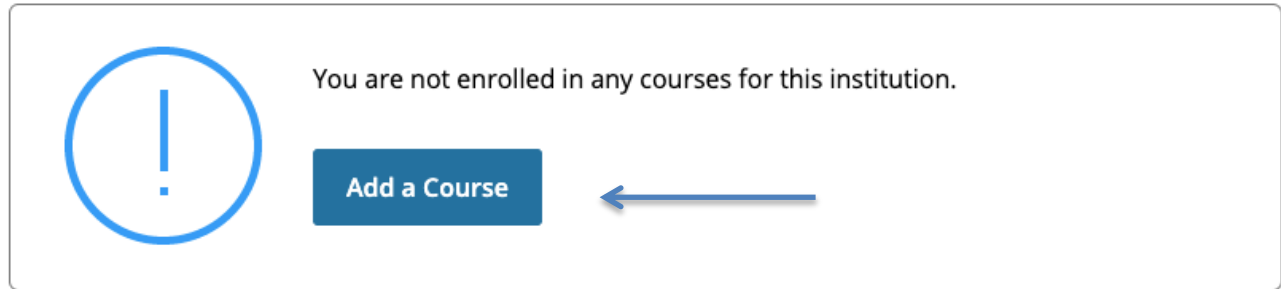 You are not enrolled in any courses for this institution.
Add a Course